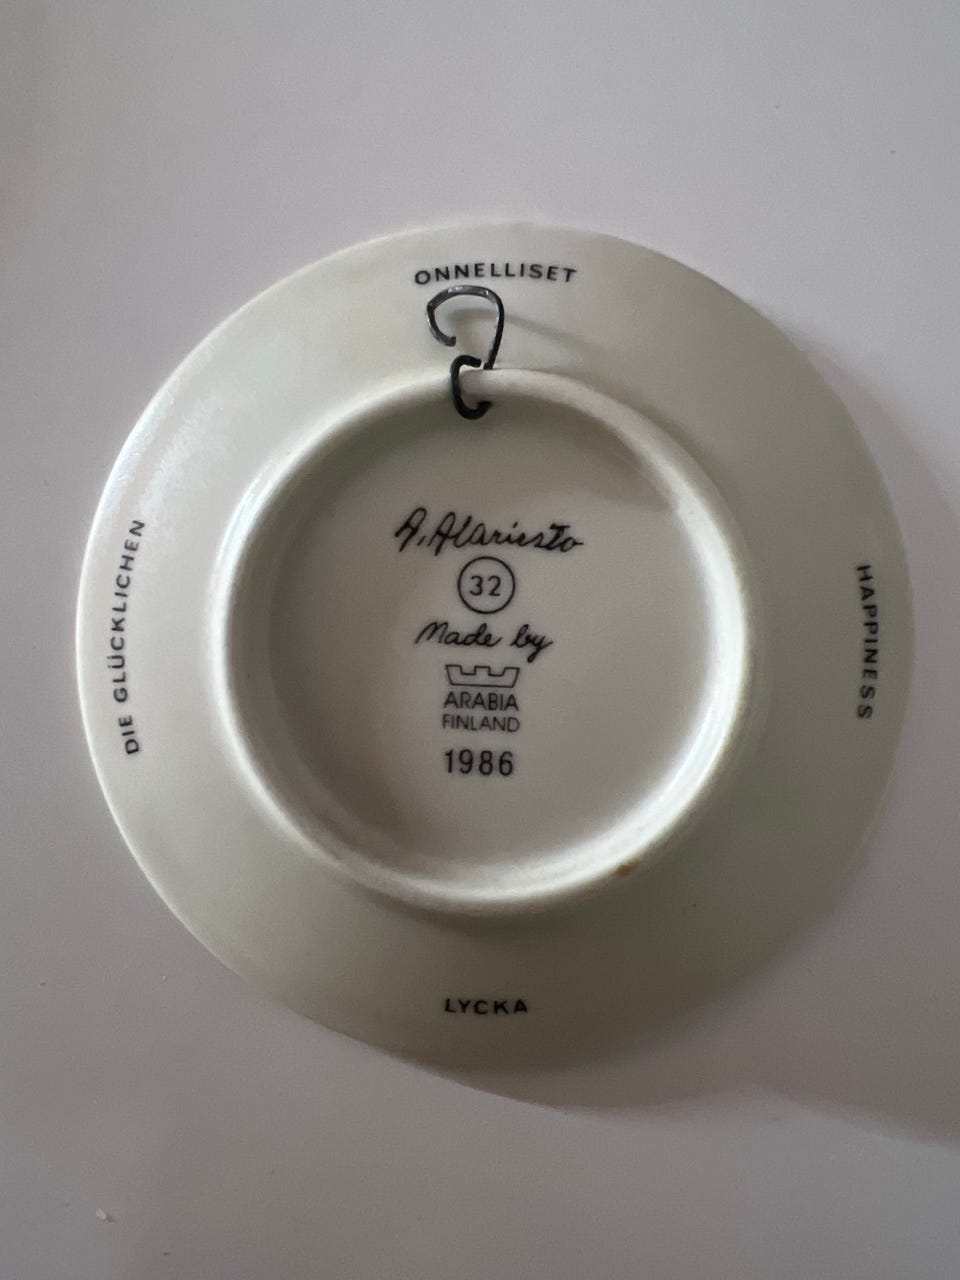 ONNELLISET
DIE GLÜCKLICHEN
HAPPINESS
A. Alariesto
32
Made by
ARABIA
FINLAND
1986
LYCKA